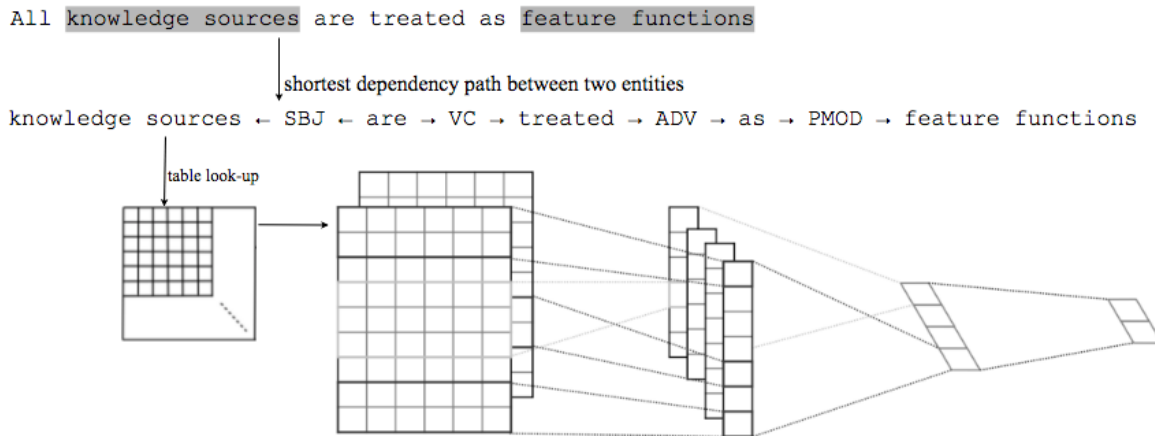 All knowledge sources are treated as feature functions
shortest dependency path between two entities
knowledge sources ← SBJ ← are → VC → treated → ADV → as → PMOD → feature functions
table look-up